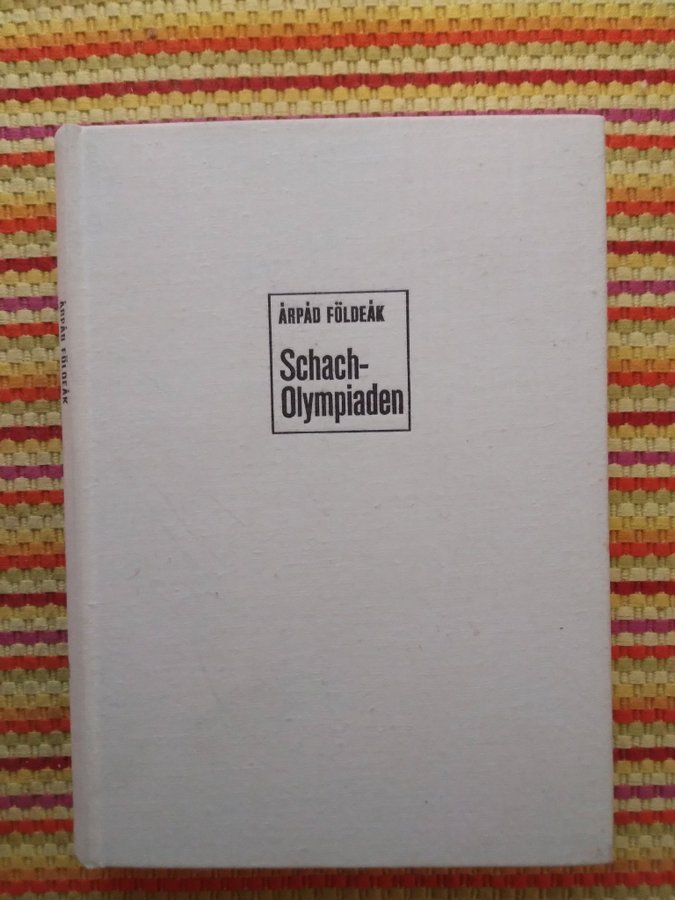 ÁRPÁD FÖLDEÁK
Schach-
Olympiaden
ÁRPÁD FÖLDEÁK